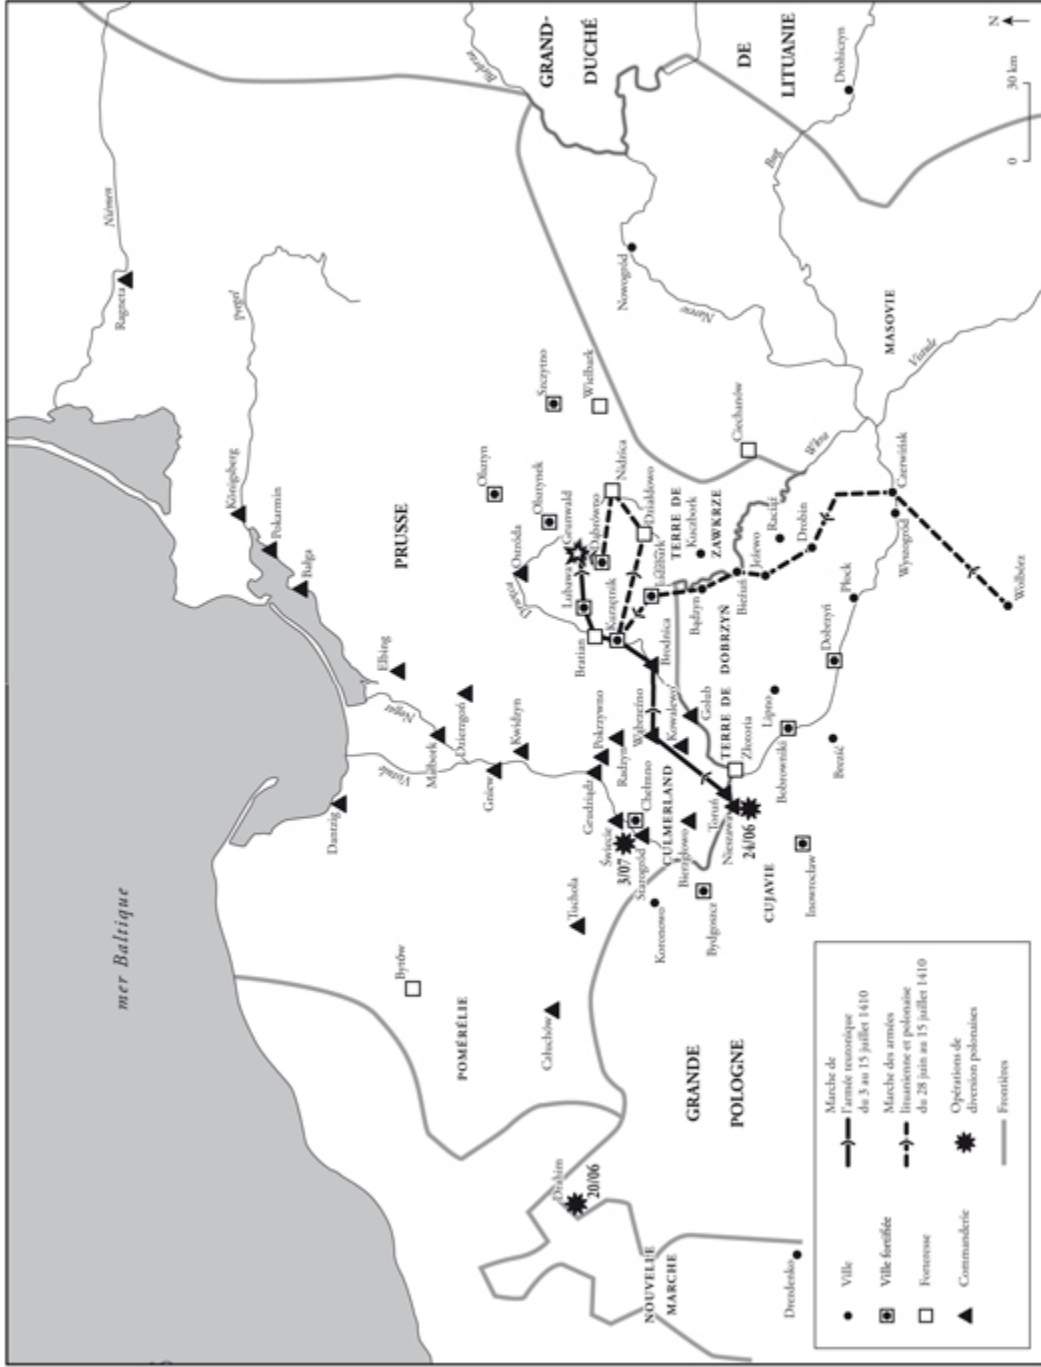 mer Baltique
Niémen
Ragneta
Pregel
Königsberg
Pokarmin
Balga
PRUSSE
Elbing
Nogat
Dzierzgoń
Malbork
Vistule
Dantzig
Kwidzyn
Gniew
Bytów
POMÉRÉLIE
Człuchów
Tuchola
Biebrza
GRAND-
DUCHÉ
DE
LITUANIE
Drohiczyn
Bug
Nowogród
Narew
MASOVIE
Vistule
Szczytno
Wielbark
Olsztyn
Olsztynek
Ostróda
Grunwald
Dąbrówno
Nidzica
Działdowo
Drwęca
Lubawa
Bratian
Kurzętnik
Lidzbark
Brodnica
TERRE DE
ZAWKRZE
Kuczbork
Ciechanów
Wkra
Raciąż
Drobin
Jeżewo
Bieżuń
Bądzyn
Czerwińsk
Wyszogród
Płock
Wolbórz
Dobrzyń
TERRE DE DOBRZYŃ
Lipno
Bobrowniki
Złotoria
Golub
Kowalewo
Wąbrzeźno
Pokrzywno
Radzyn
Grudziądz
Chełmno
CULMERLAND
Świecie
3/07
Starogród
Bierzgłowo
Toruń
Nieszawa
24/06
CUJAVIE
Inowrocław
Bydgoszcz
Koronowo
GRANDE
POLOGNE
Drahim
20/06
NOUVELLE
MARCHE
Drezdenko
N
0 30 km
Ville
Ville fortifiée
Forteresse
Commanderie
Marche de
l'armée teutonique
du 3 au 15 juillet 1410
Marche des armées
lituanienne et polonaise
du 28 juin au 15 juillet 1410
Opérations de
diversion polonaises
Frontières